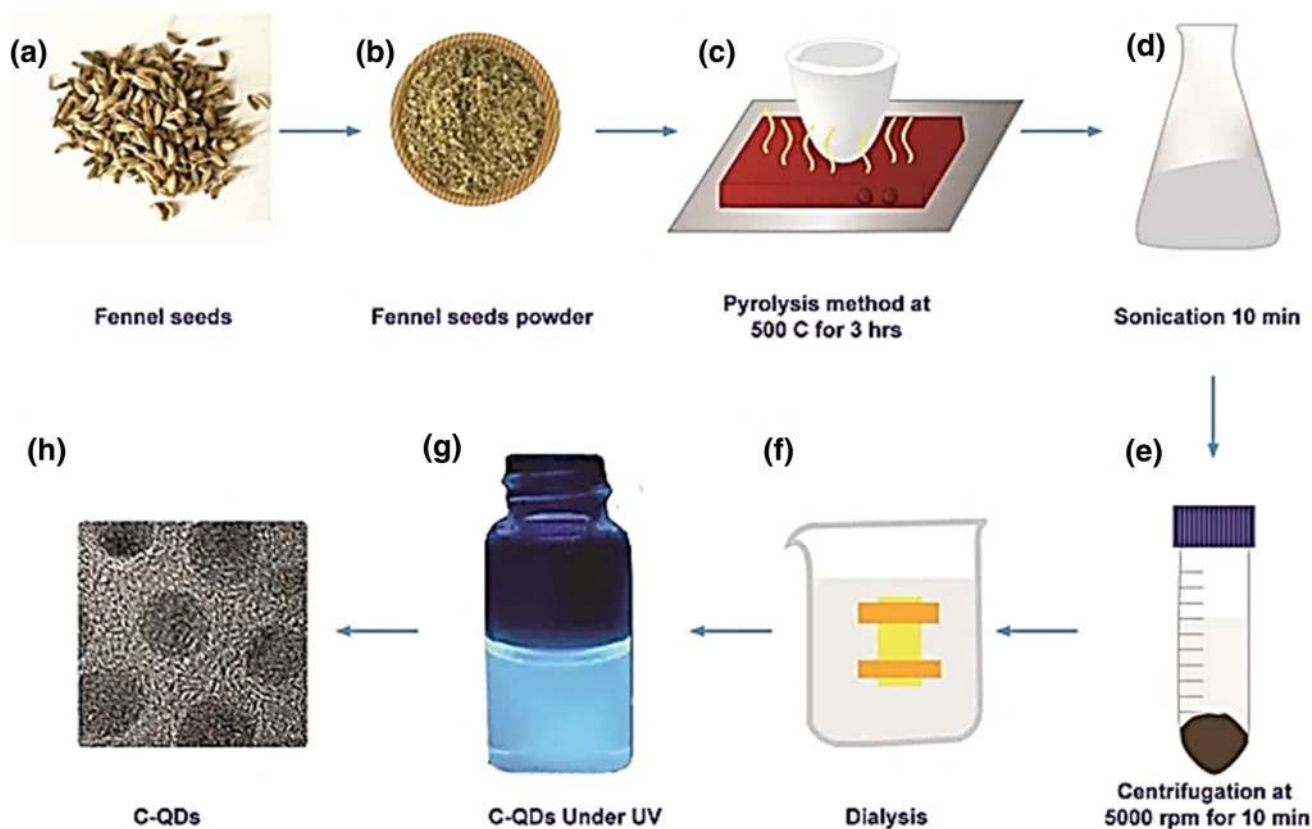 (a)
(b)
(c)
(d)
Fennel seeds
Fennel seeds powder
Pyrolysis method at
500 C for 3 hrs
Sonication 10 min
(h)
(g)
(f)
(e)
C-QDs
C-QDs Under UV
Dialysis
Centrifugation at
5000 rpm for 10 min